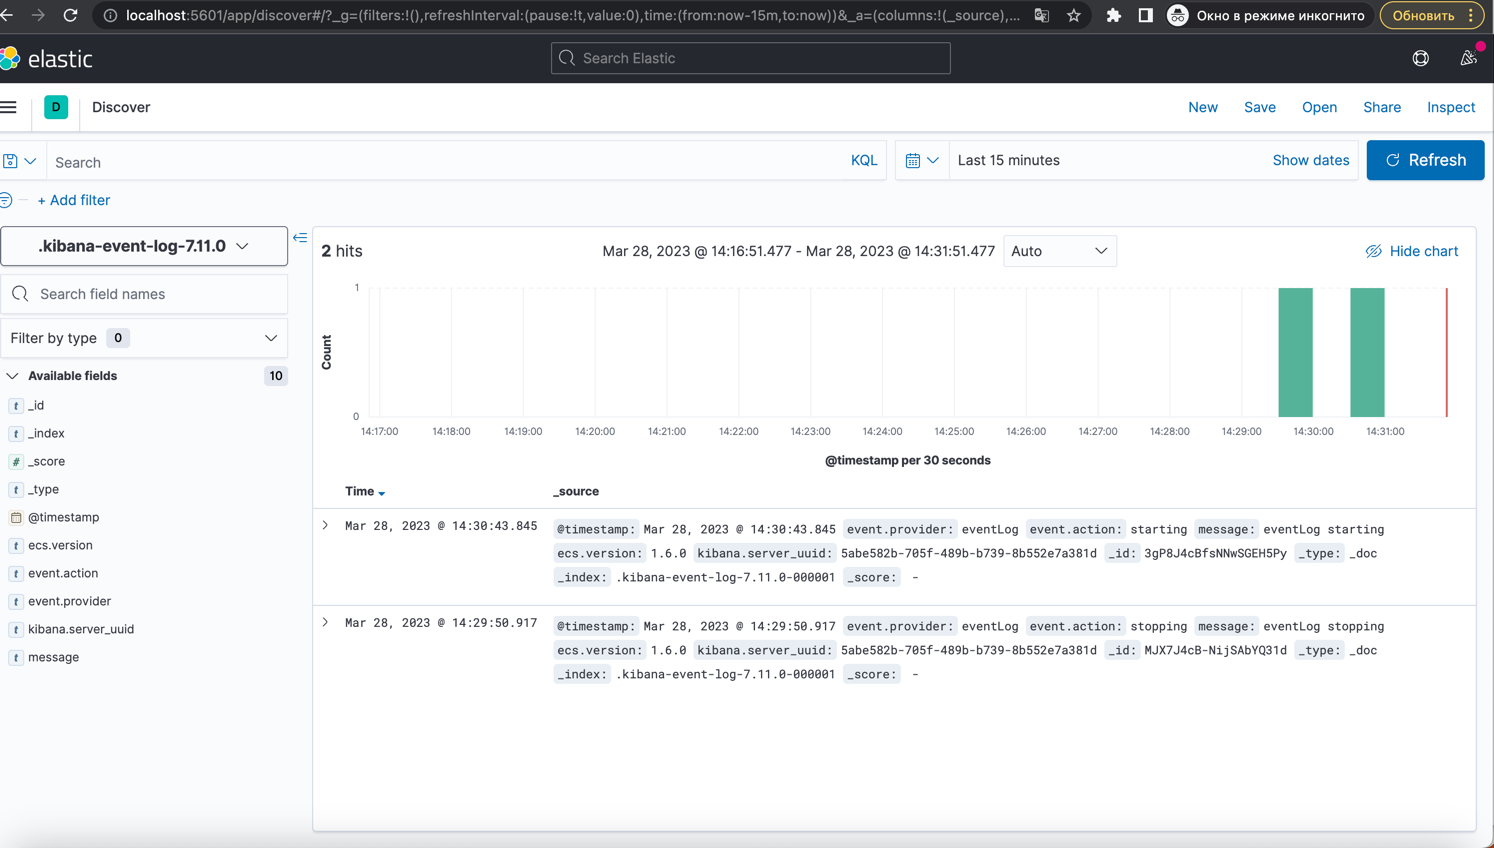 localhost:5601/app/discover#/?_g=(filters:!(),refreshInterval:(pause:!t,value:0),time:(from:now-15m,to:now))&_a=(columns:!(_source),... Окно в режиме инкогнито Обновить
elastic
Search Elastic
D Discover New Save Open Share Inspect
Search KQL Last 15 minutes Show dates Refresh
+ Add filter
.kibana-event-log-7.11.0
Search field names
Filter by type 0
Available fields 10
t _id
t _index
# _score
t _type
@timestamp
t ecs.version
t event.action
t event.provider
t kibana.server_uuid
t message
2 hits Mar 28, 2023 @ 14:16:51.477 - Mar 28, 2023 @ 14:31:51.477 Auto Hide chart
1
Count
0
14:17:00 14:18:00 14:19:00 14:20:00 14:21:00 14:22:00 14:23:00 14:24:00 14:25:00 14:26:00 14:27:00 14:28:00 14:29:00 14:30:00 14:31:00
@timestamp per 30 seconds
Time _source
Mar 28, 2023 @ 14:30:43.845 @timestamp: Mar 28, 2023 @ 14:30:43.845 event.provider: eventLog event.action: starting message: eventLog starting
ecs.version: 1.6.0 kibana.server_uuid: 5abe582b-705f-489b-b739-8b552e7a381d _id: 3gP8J4cBfsNNwSGEH5Py _type: _doc
_index: .kibana-event-log-7.11.0-000001 _score: -
Mar 28, 2023 @ 14:29:50.917 @timestamp: Mar 28, 2023 @ 14:29:50.917 event.provider: eventLog event.action: stopping message: eventLog stopping
ecs.version: 1.6.0 kibana.server_uuid: 5abe582b-705f-489b-b739-8b552e7a381d _id: MJX7J4cB-NijSAbYQ31d _type: _doc
_index: .kibana-event-log-7.11.0-000001 _score: -